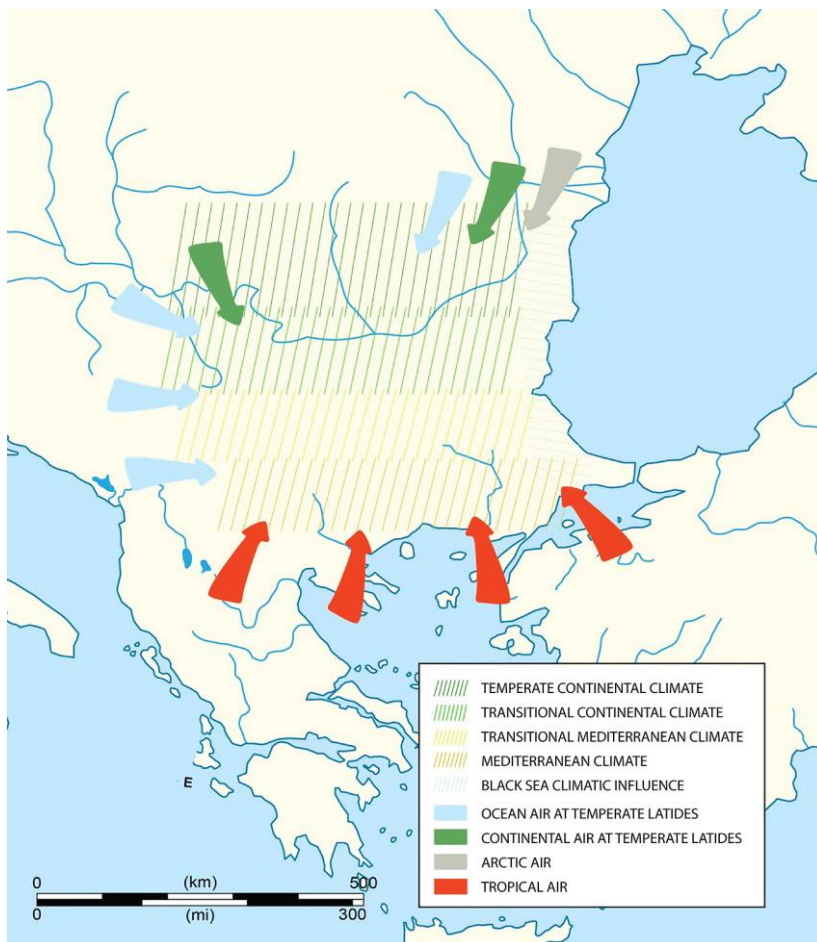 TEMPERATE CONTINENTAL CLIMATE
TRANSITIONAL CONTINENTAL CLIMATE
TRANSITIONAL MEDITERRANEAN CLIMATE
MEDITERRANEAN CLIMATE
BLACK SEA CLIMATIC INFLUENCE
E
OCEAN AIR AT TEMPERATE LATIDES
CONTINENTAL AIR AT TEMPERATE LATIDES
ARCTIC AIR
TROPICAL AIR
0 (km) 500
0 (mi) 300